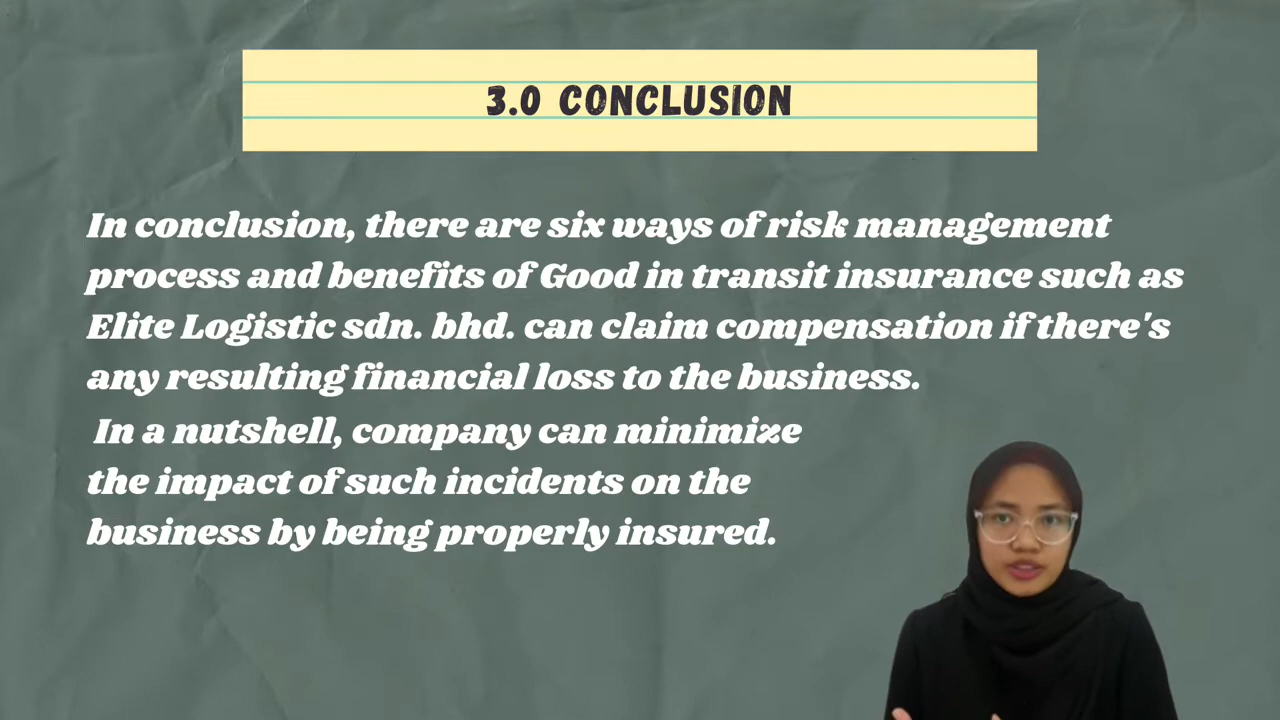 3.0 CONCLUSION
In conclusion, there are six ways of risk management
process and benefits of Good in transit insurance such as
Elite Logistic sdn. bhd. can claim compensation if there's
any resulting financial loss to the business.
In a nutshell, company can minimize
the impact of such incidents on the
business by being properly insured.